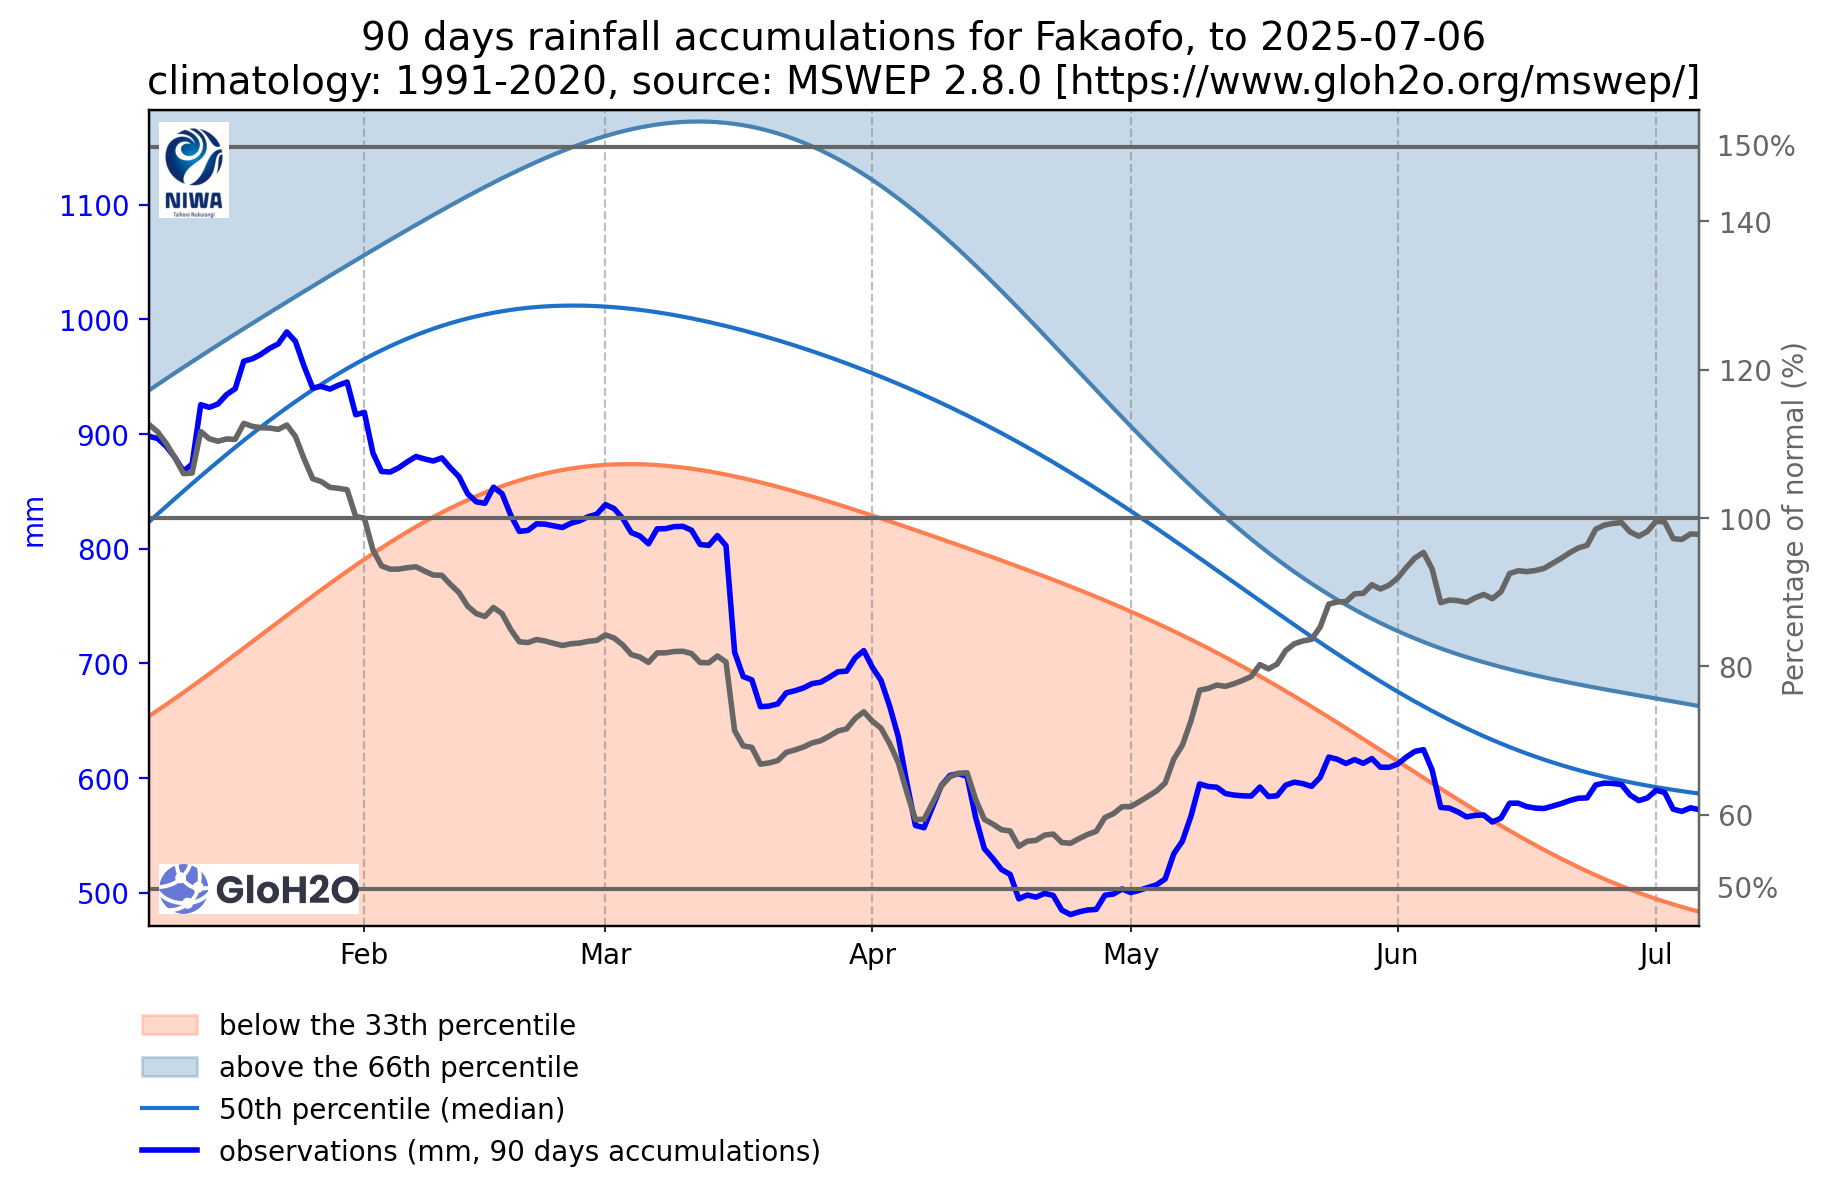 90 days rainfall accumulations for Fakaofo, to 2025-07-06
climatology: 1991-2020, source: MSWEP 2.8.0 [https://www.gloh2o.org/mswep/]
NIWA
Taihoro Nukurangi
1100
1000
900
800
700
600
500
mm
150%
140
120
100
80
60
50%
Percentage of normal (%)
GloH2O
Feb Mar Apr May Jun Jul
below the 33th percentile
above the 66th percentile
50th percentile (median)
observations (mm, 90 days accumulations)